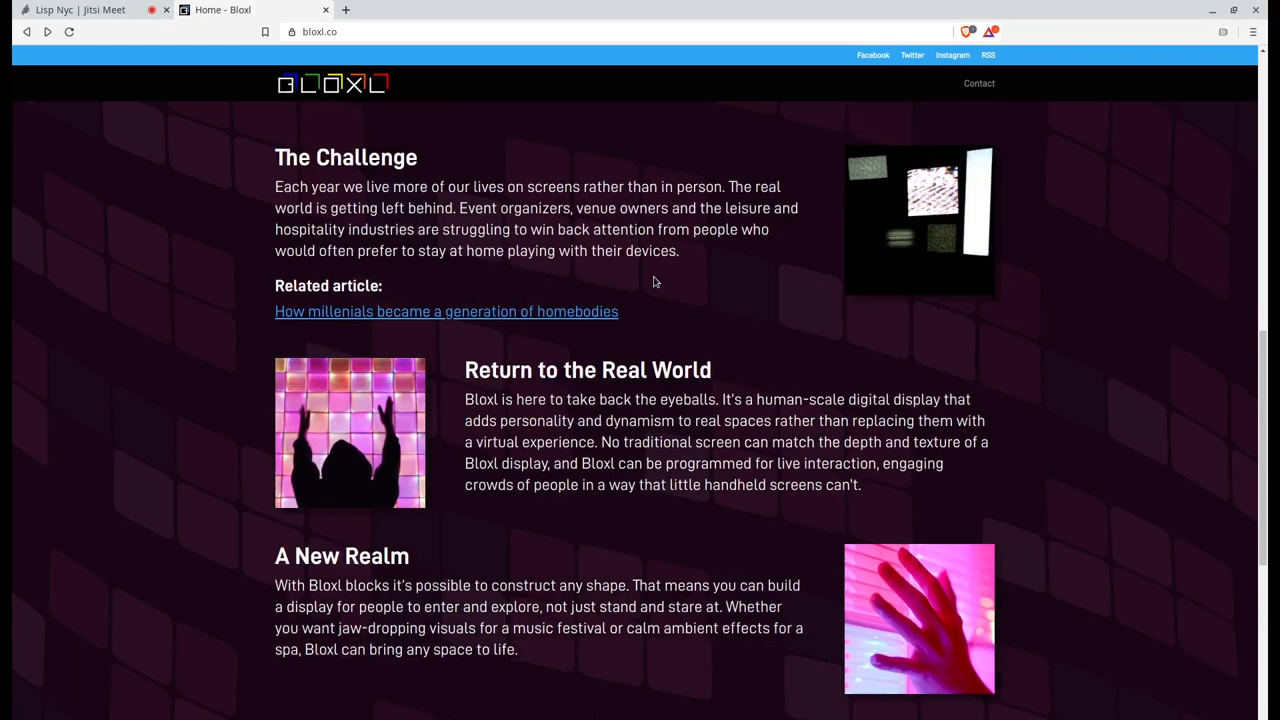 Lisp Nyc | Jitsi Meet
Home - Bloxl
bloxl.co
Facebook Twitter Instagram RSS
BLOXL
Contact
The Challenge
Each year we live more of our lives on screens rather than in person. The real
world is getting left behind. Event organizers, venue owners and the leisure and
hospitality industries are struggling to win back attention from people who
would often prefer to stay at home playing with their devices.
Related article:
How millenials became a generation of homebodies
Return to the Real World
Bloxl is here to take back the eyeballs. It's a human-scale digital display that
adds personality and dynamism to real spaces rather than replacing them with
a virtual experience. No traditional screen can match the depth and texture of a
Bloxl display, and Bloxl can be programmed for live interaction, engaging
crowds of people in a way that little handheld screens can't.
A New Realm
With Bloxl blocks it's possible to construct any shape. That means you can build
a display for people to enter and explore, not just stand and stare at. Whether
you want jaw-dropping visuals for a music festival or calm ambient effects for a
spa, Bloxl can bring any space to life.